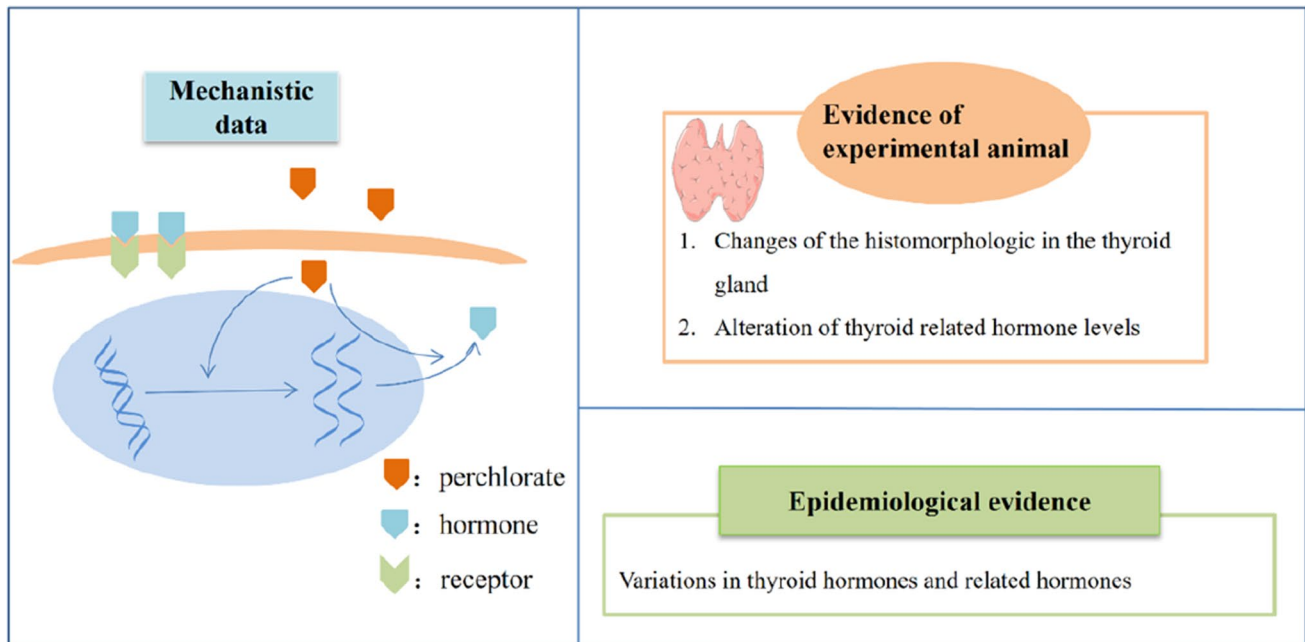 Mechanistic
data
: perchlorate
: hormone
: receptor
Evidence of
experimental animal
1. Changes of the histomorphologic in the thyroid
gland
2. Alteration of thyroid related hormone levels
Epidemiological evidence
Variations in thyroid hormones and related hormones